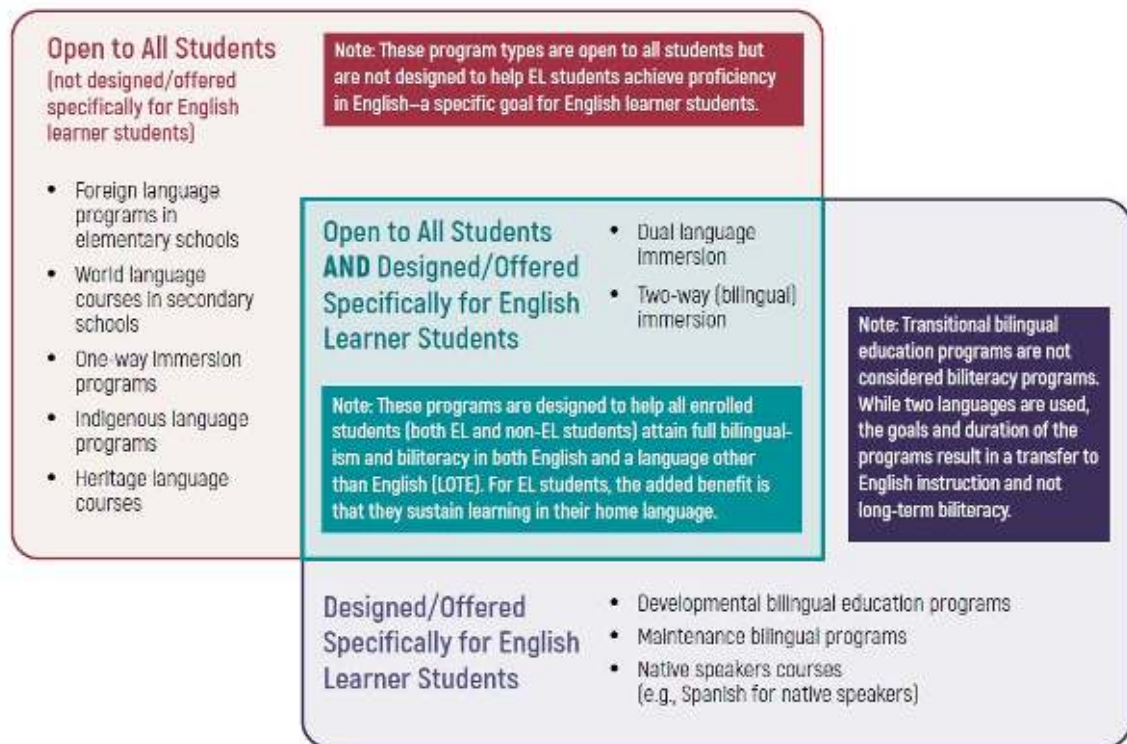 Open to All Students
(not designed/offered
specifically for English
learner students)
Note: These program types are open to all students but
are not designed to help EL students achieve proficiency
in English—a specific goal for English learner students.
• Foreign language
programs in
elementary schools
• World language
courses in secondary
schools
• One-way immersion
programs
• Indigenous language
programs
• Heritage language
courses
Open to All Students
AND Designed/Offered
Specifically for English
Learner Students
• Dual language
immersion
• Two-way (bilingual)
immersion
Note: These programs are designed to help all enrolled
students (both EL and non-EL students) attain full bilingual-
ism and biliteracy in both English and a language other
than English (LOTE). For EL students, the added benefit is
that they sustain learning in their home language.
Note: Transitional bilingual
education programs are not
considered biliteracy programs.
While two languages are used,
the goals and duration of the
programs result in a transfer to
English instruction and not
long-term biliteracy.
Designed/Offered
Specifically for English
Learner Students
• Developmental bilingual education programs
• Maintenance bilingual programs
• Native speakers courses
(e.g., Spanish for native speakers)